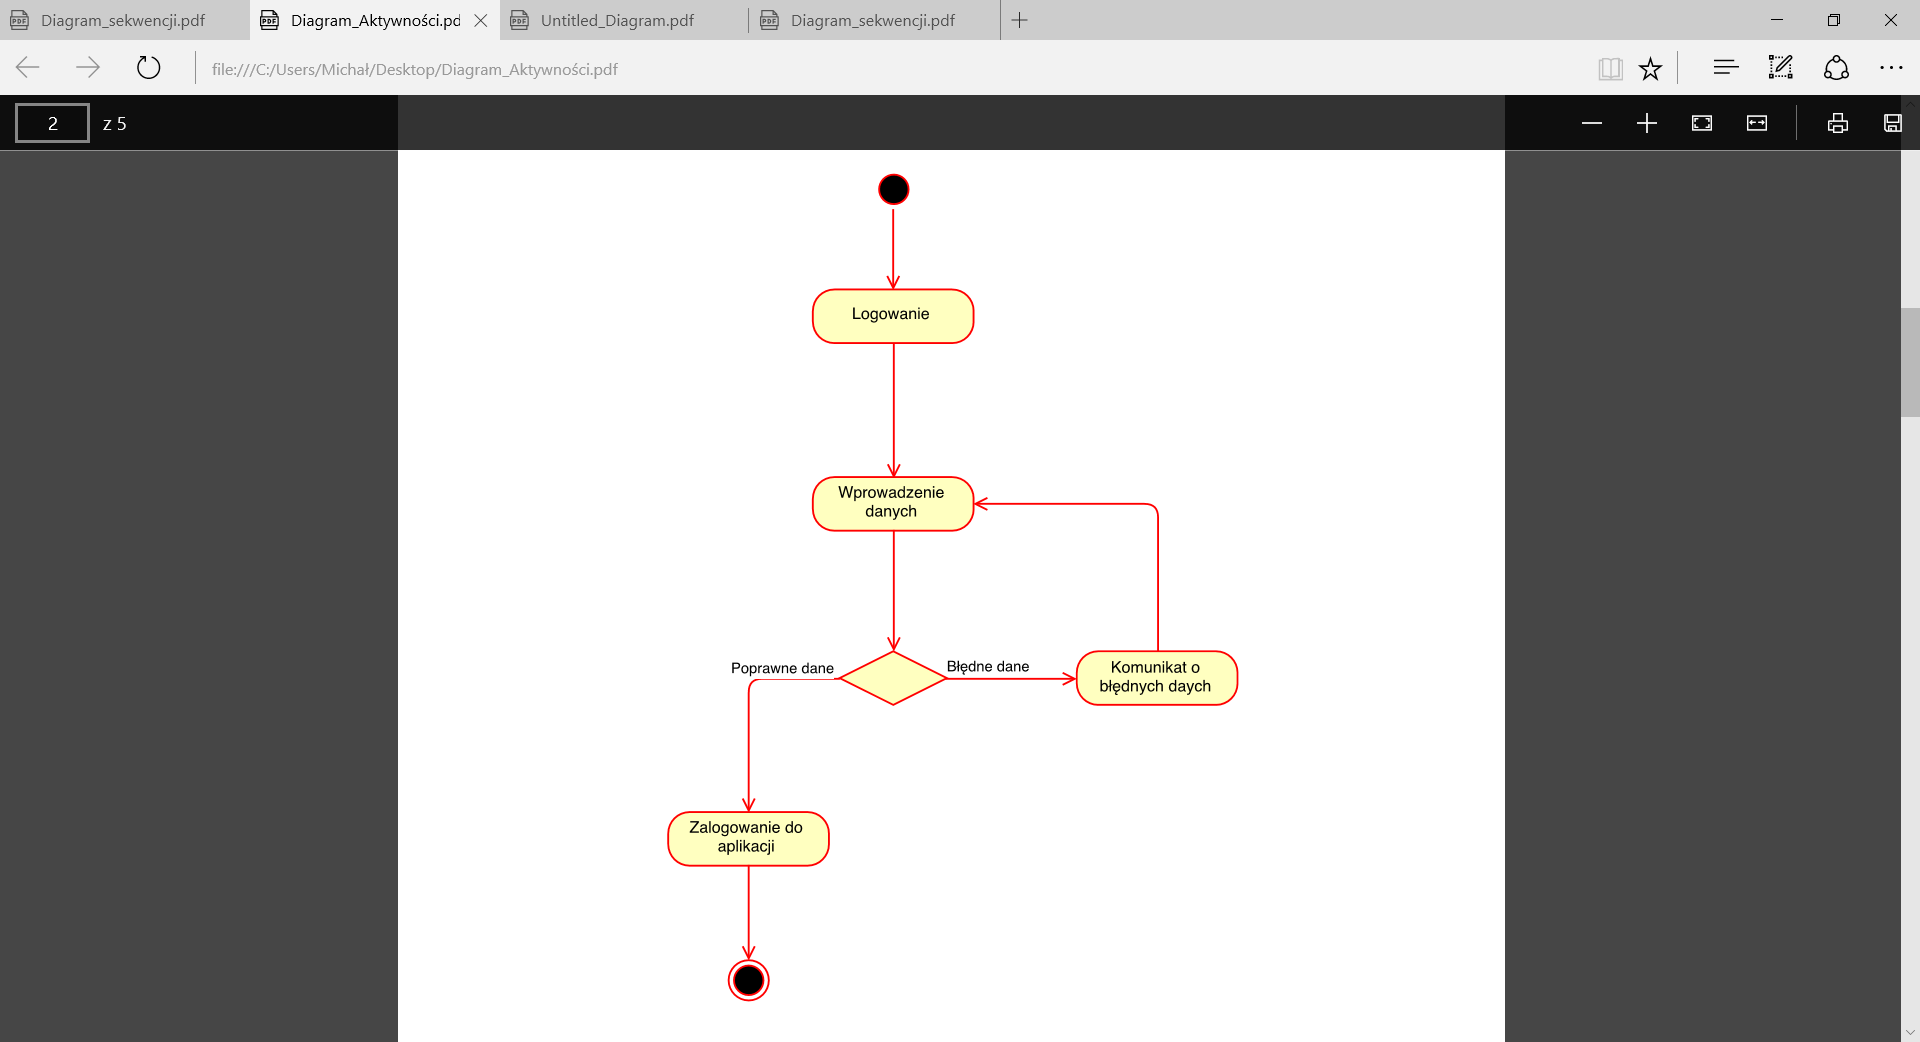 Diagram_sekwencji.pdf
Diagram_Aktywności.pd
Untitled_Diagram.pdf
Diagram_sekwencji.pdf
file:///C:/Users/Michał/Desktop/Diagram_Aktywności.pdf
2 z 5
Logowanie
Wprowadzenie
danych
Poprawne dane
Błędne dane
Komunikat o
błędnych daych
Zalogowanie do
aplikacji